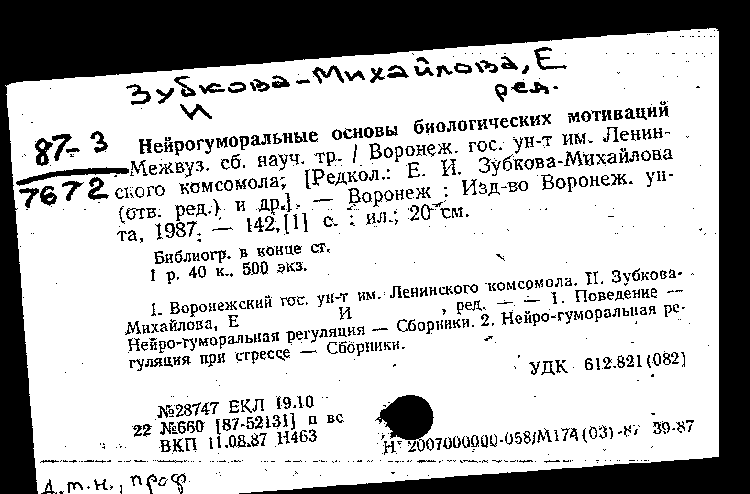 Зубкова-Михайлова, Е
И ред.
87-3
7672
Нейрогуморальные основы биологических мотиваций
Межвуз. сб. науч. тр. / Воронеж. гос. ун-т им. Ленин-
ского комсомола; [Редкол.: Е. И. Зубкова-Михайлова
(отв. ред.) и др.]. — Воронеж : Изд-во Воронеж. ун-
та, 1987. — 142,[1] с. : ил.; 20 см.
Библиогр. в конце ст.
1 р. 40 к., 500 экз.
1. Воронежский гос. ун-т им. Ленинского комсомола. II. Зубкова-
Михайлова, Е И , ред. — — 1. Поведение —
Нейро-гуморальная регуляция — Сборники. 2. Нейро-гуморальная ре-
гуляция при стрессе — Сборники.
УДК 612.821(082)
№28747 ЕКЛ 19.10
22 №660 [87-52131] п вс
ВКП 11.08.87 Н463
Н 2007000000-058/М174(03)-87 39-87
д.м.н., проф